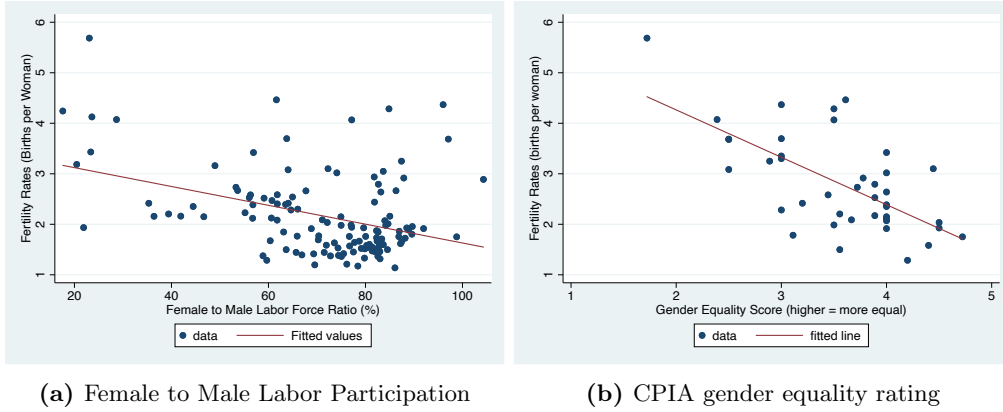 6
5
4
3
2
1
Fertility Rates (Births per Woman)
20 40 60 80 100
Female to Male Labor Force Ratio (%)
data Fitted values
6
5
4
3
2
1
Fertility Rates (births per woman)
1 2 3 4 5
Gender Equality Score (higher = more equal)
data fitted line
(a) Female to Male Labor Participation
(b) CPIA gender equality rating